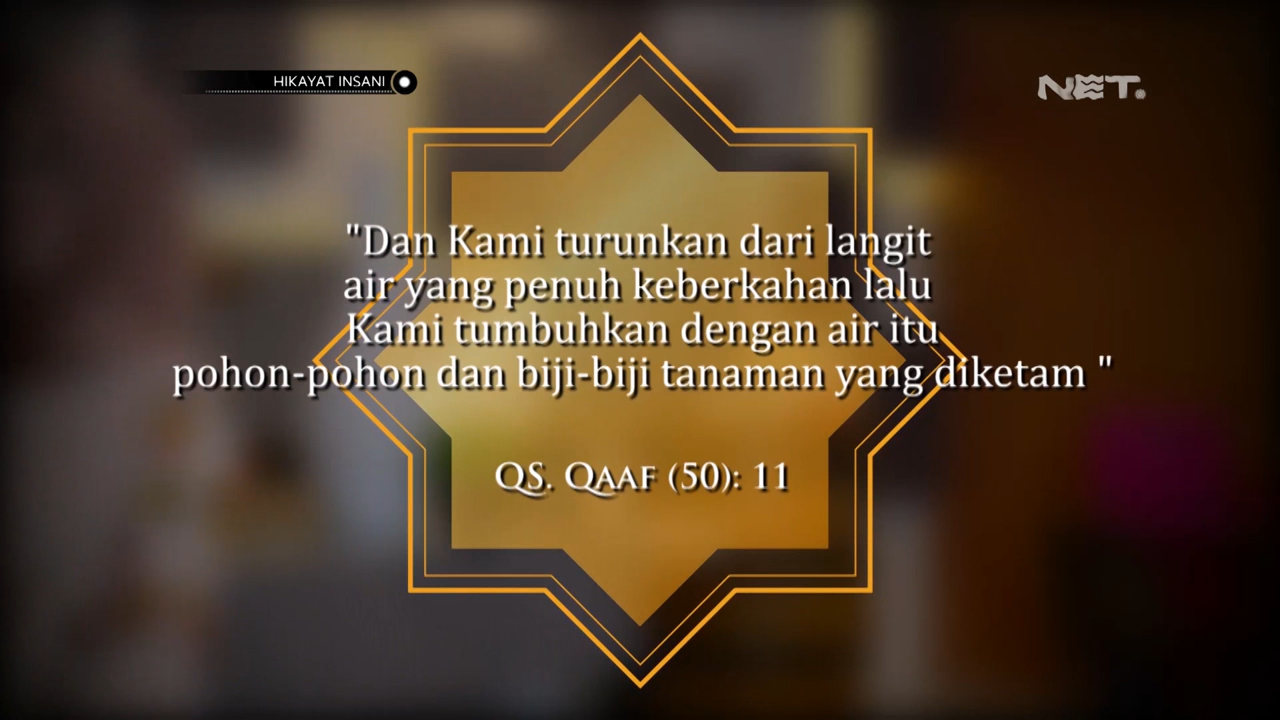 HIKAYAT INSANI
NET.
"Dan Kami turunkan dari langit
air yang penuh keberkahan lalu
Kami tumbuhkan dengan air itu
pohon-pohon dan biji-biji tanaman yang diketam "
QS. QAAF (50): 11